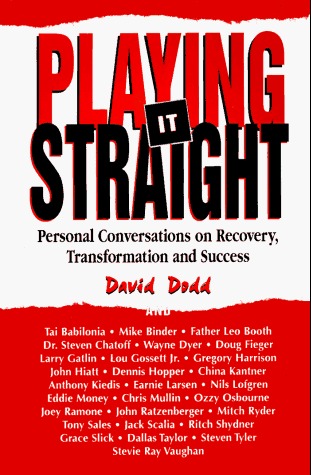 PLAYING
IT
STRAIGHT
Personal Conversations on Recovery,
Transformation and Success
David Dodd
AND
Tai Babilonia • Mike Binder • Father Leo Booth
Dr. Steven Chatoff • Wayne Dyer • Doug Fieger
Larry Gatlin • Lou Gossett Jr. • Gregory Harrison
John Hiatt • Dennis Hopper • China Kantner
Anthony Kiedis • Earnie Larsen • Nils Lofgren
Eddie Money • Chris Mullin • Ozzy Osbourne
Joey Ramone • John Ratzenberger • Mitch Ryder
Tony Sales • Jack Scalia • Ritch Shydner
Grace Slick • Dallas Taylor • Steven Tyler
Stevie Ray Vaughan